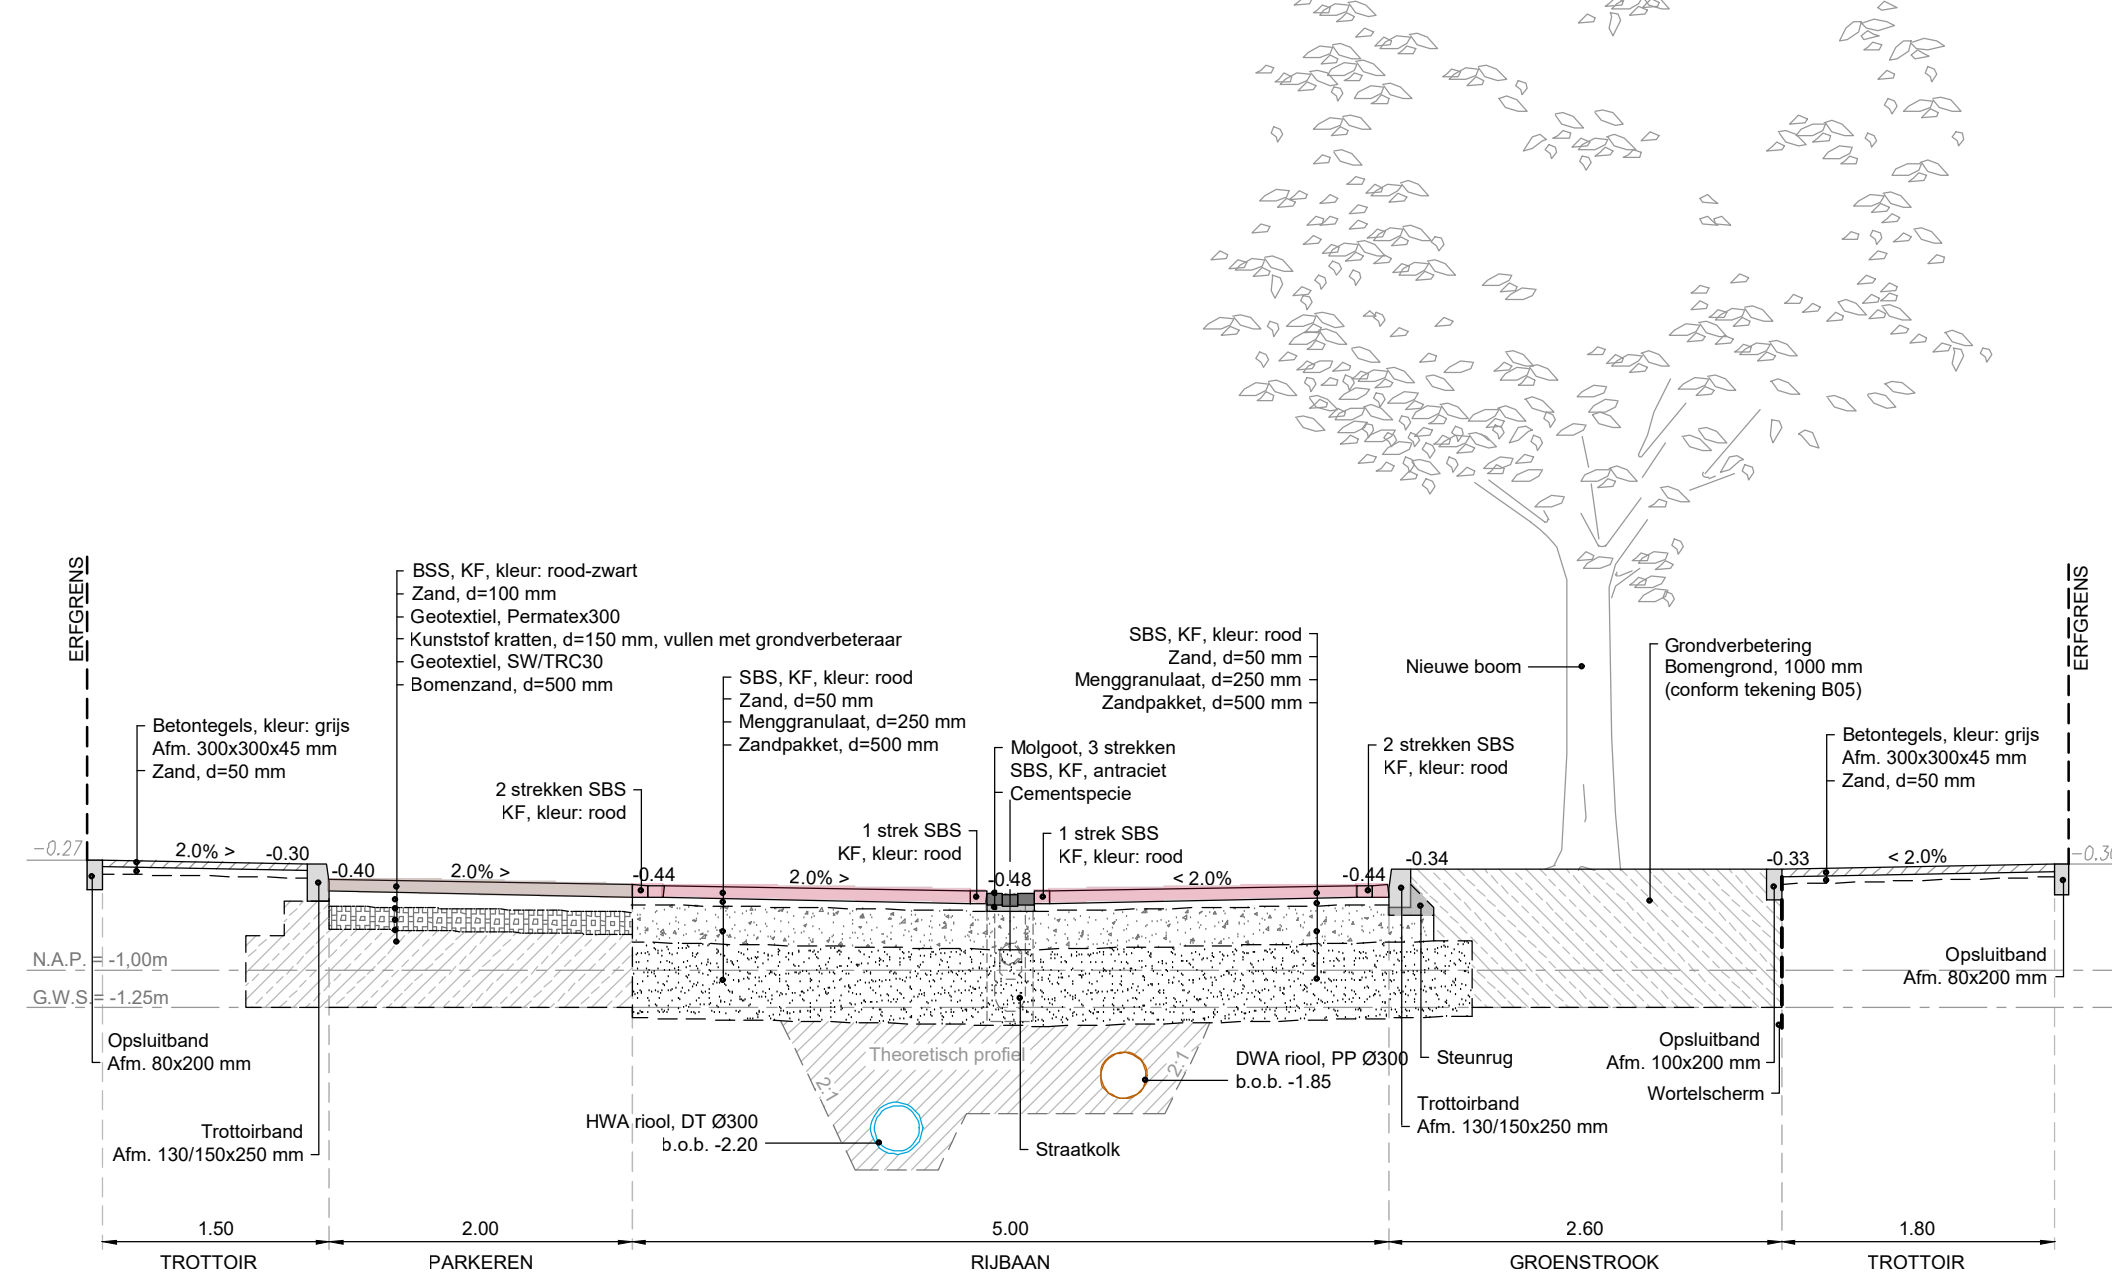 ERFGRENS
BSS, KF, kleur: rood-zwart
Zand, d=100 mm
Geotextiel, Permatex300
Kunststof kratten, d=150 mm, vullen met grondverbeteraar
Geotextiel, SW/TRC30
Bomenzand, d=500 mm
SBS, KF, kleur: rood
Zand, d=50 mm
Menggranulaat, d=250 mm
Zandpakket, d=500 mm
SBS, KF, kleur: rood
Zand, d=50 mm
Menggranulaat, d=250 mm
Zandpakket, d=500 mm
Nieuwe boom
Grondverbetering
Bomengrond, 1000 mm
(conform tekening B05)
ERFGRENS
Betontegels, kleur: grijs
Afm. 300x300x45 mm
Zand, d=50 mm
2 strekken SBS
KF, kleur: rood
Molgoot, 3 strekken
SBS, KF, antraciet
Cementspecie
1 strek SBS
KF, kleur: rood
1 strek SBS
KF, kleur: rood
2 strekken SBS
KF, kleur: rood
Betontegels, kleur: grijs
Afm. 300x300x45 mm
Zand, d=50 mm
-0.27
2.0% >
-0.30
-0.40
2.0% >
-0.44
2.0% >
-0.48
< 2.0%
-0.44
-0.34
-0.33
< 2.0%
N.A.P. = -1,00m
G.W.S.= -1.25m
Opsluitband
Afm. 80x200 mm
Opsluitband
Afm. 80x200 mm
Theoretisch profiel
2:1
2:1
DWA riool, PP Ø300
b.o.b. -1.85
Steunrug
Opsluitband
Afm. 100x200 mm
Wortelscherm
HWA riool, DT Ø300
b.o.b. -2.20
Straatkolk
Trottoirband
Afm. 130/150x250 mm
Trottoirband
Afm. 130/150x250 mm
1.50
2.00
5.00
2.60
1.80
TROTTOIR
PARKEREN
RIJBAAN
GROENSTROOK
TROTTOIR